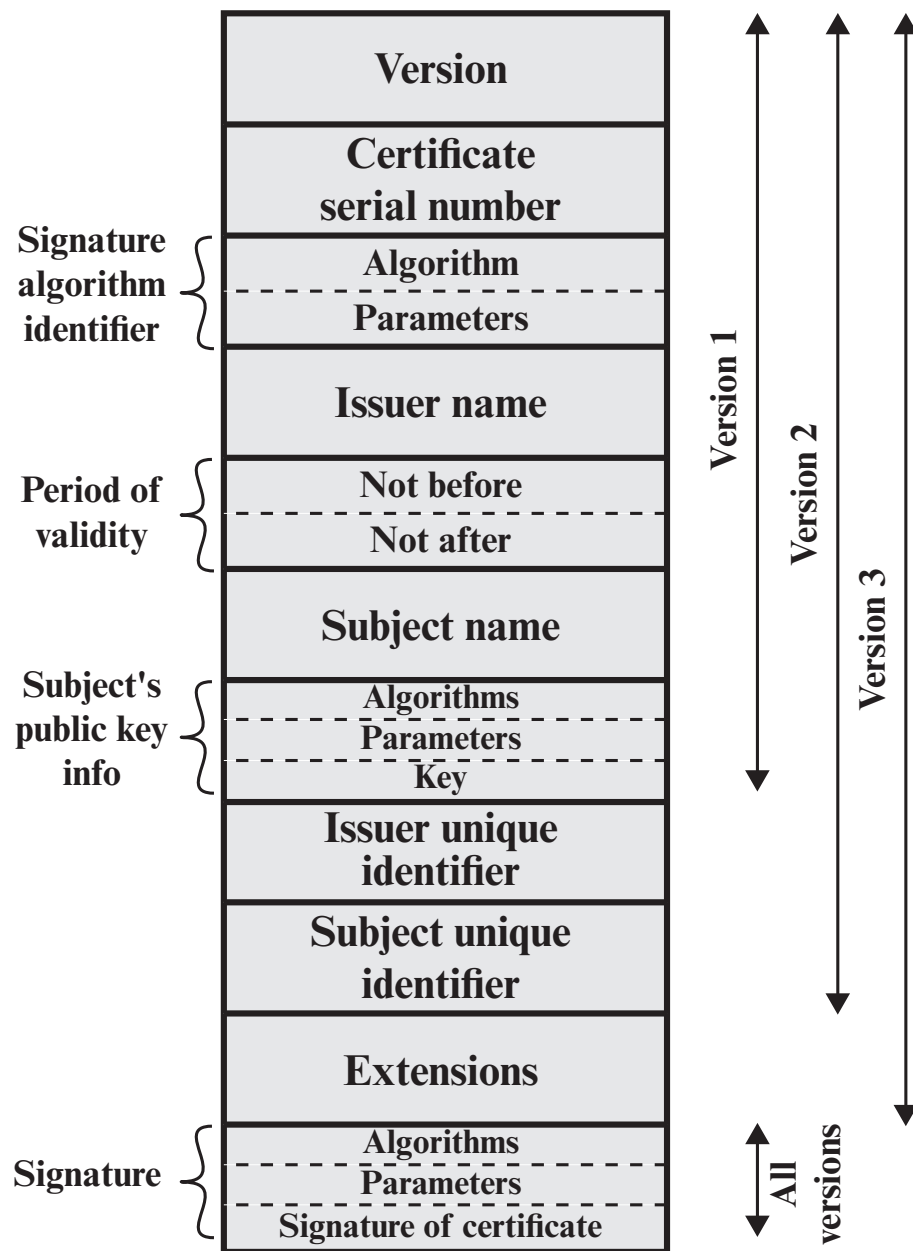 Version
Certificate
serial number
Signature
algorithm
identifier
Algorithm
Parameters
Issuer name
Period of
validity
Not before
Not after
Subject name
Subject's
public key
info
Algorithms
Parameters
Key
Issuer unique
identifier
Subject unique
identifier
Extensions
Signature
Algorithms
Parameters
Signature of certificate
Version 1
Version 2
Version 3
All
versions